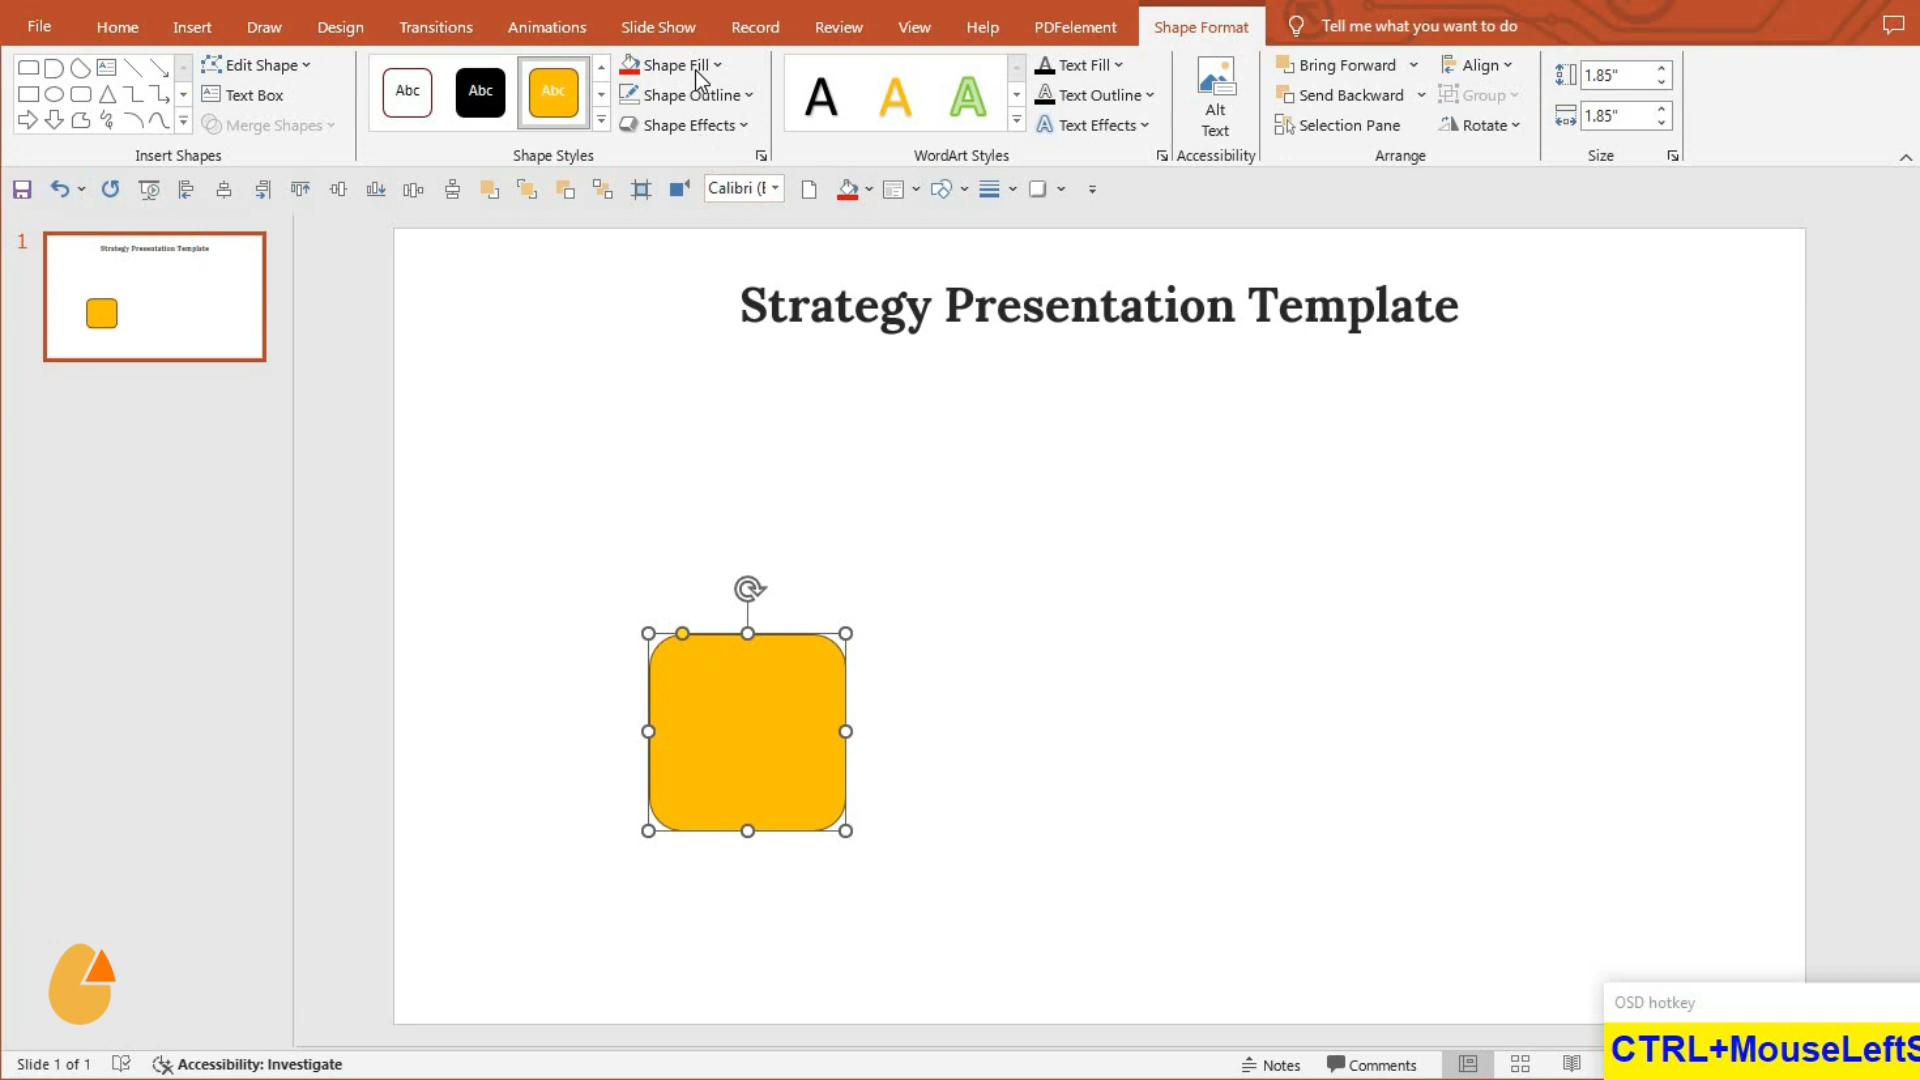 File Home Insert Draw Design Transitions Animations Slide Show Record Review View Help PDFelement Shape Format Tell me what you want to do
Edit Shape
Text Box
Merge Shapes
Insert Shapes
Abc Abc Abc
Shape Fill
Shape Outline
Shape Effects
Shape Styles
A A A
Text Fill
Text Outline
Text Effects
WordArt Styles
Alt
Text
Accessibility
Bring Forward
Send Backward
Selection Pane
Align
Group
Rotate
Arrange
1.85"
1.85"
Size
Calibri (
1
Strategy Presentation Template
Strategy Presentation Template
OSD hotkey
CTRL+MouseLeftS
Slide 1 of 1 Accessibility: Investigate Notes Comments